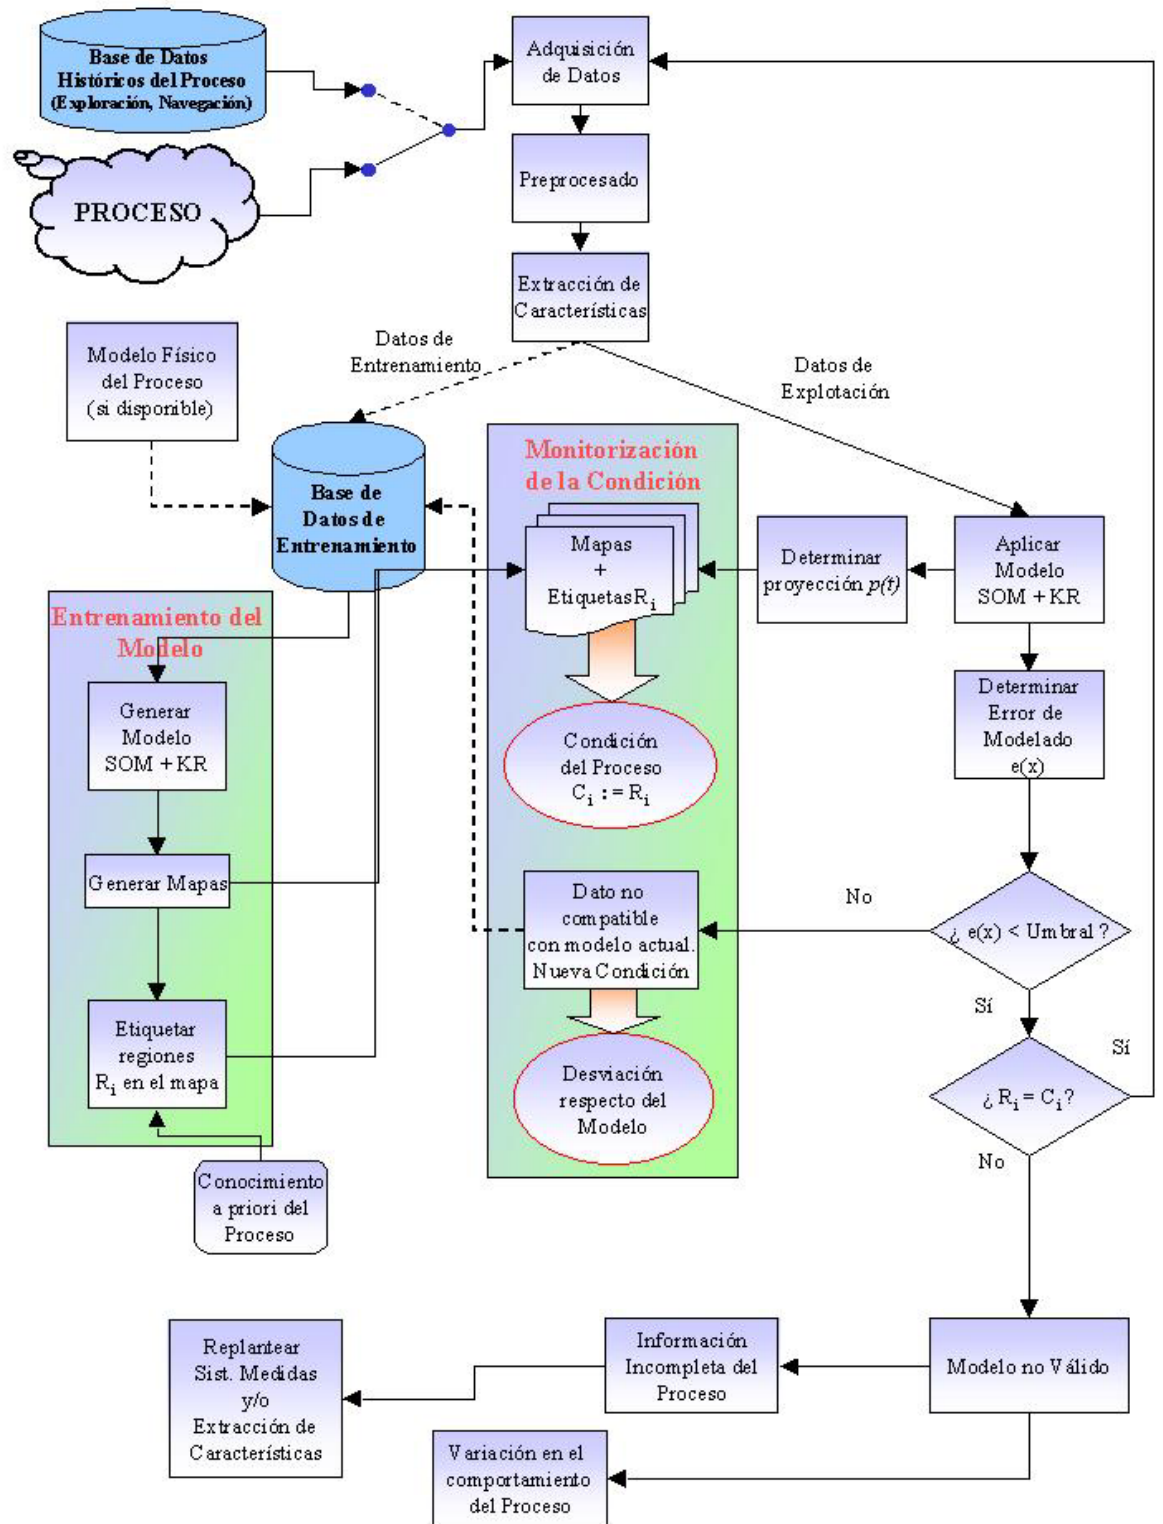 Base de Datos
Históricos del Proceso
(Exploración, Navegación)
PROCESO
Adquisición
de Datos
Preprocesado
Extracción de
Características
Datos de
Entrenamiento
Datos de
Explotación
Modelo Físico
del Proceso
(si disponible)
Base de
Datos de
Entrenamiento
Monitorización
de la Condición
Mapas
+
Etiquetas Ri
Determinar
proyección p(t)
Aplicar
Modelo
SOM + KR
Entrenamiento del
Modelo
Generar
Modelo
SOM + KR
Condición
del Proceso
Ci := Ri
Determinar
Error de
Modelado
e(x)
Generar Mapas
Dato no
compatible
con modelo actual.
Nueva Condición
No
¿ e(x) < Umbral ?
Sí
Etiquetar
regiones
Ri en el mapa
Desviación
respecto del
Modelo
¿ Ri = Ci?
Sí
No
Conocimiento
a priori del
Proceso
Replantear
Sist. Medidas
y/o
Extracción de
Características
Información
Incompleta del
Proceso
Modelo no Válido
Variación en el
comportamiento
del Proceso